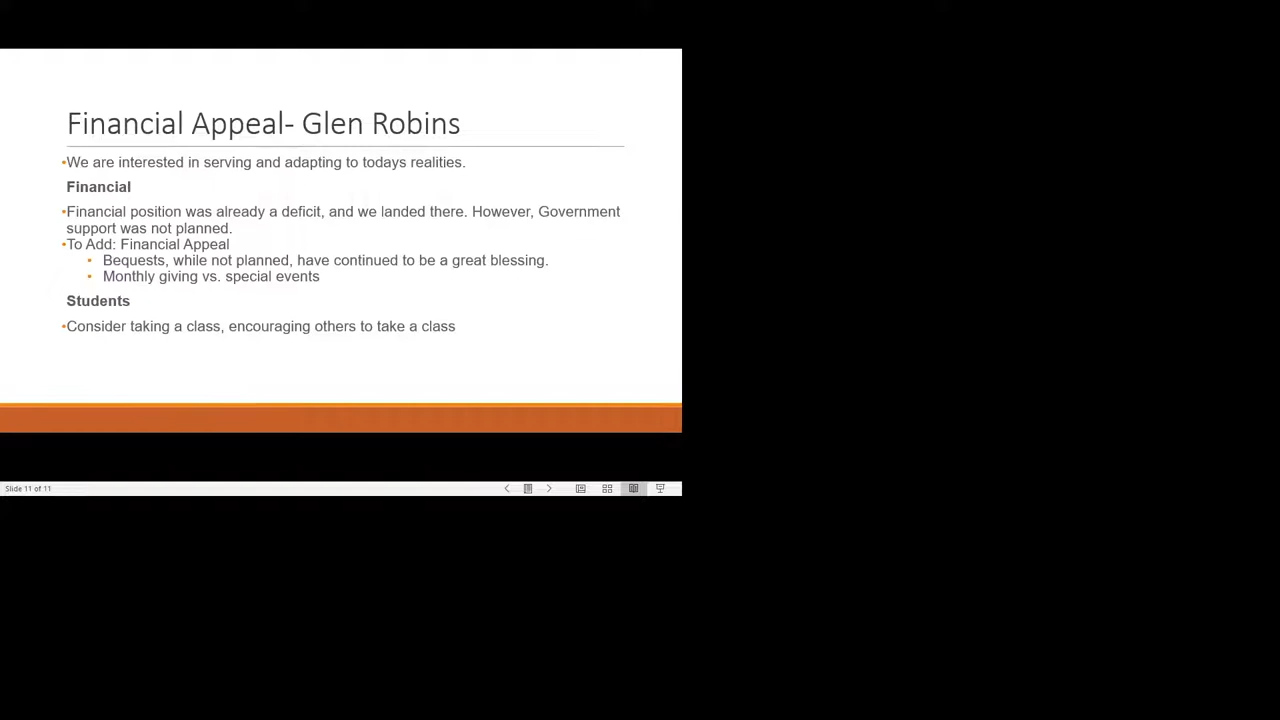 Financial Appeal- Glen Robins
•We are interested in serving and adapting to todays realities.
Financial
•Financial position was already a deficit, and we landed there. However, Government
support was not planned.
•To Add: Financial Appeal
• Bequests, while not planned, have continued to be a great blessing.
• Monthly giving vs. special events
Students
•Consider taking a class, encouraging others to take a class
Slide 11 of 11